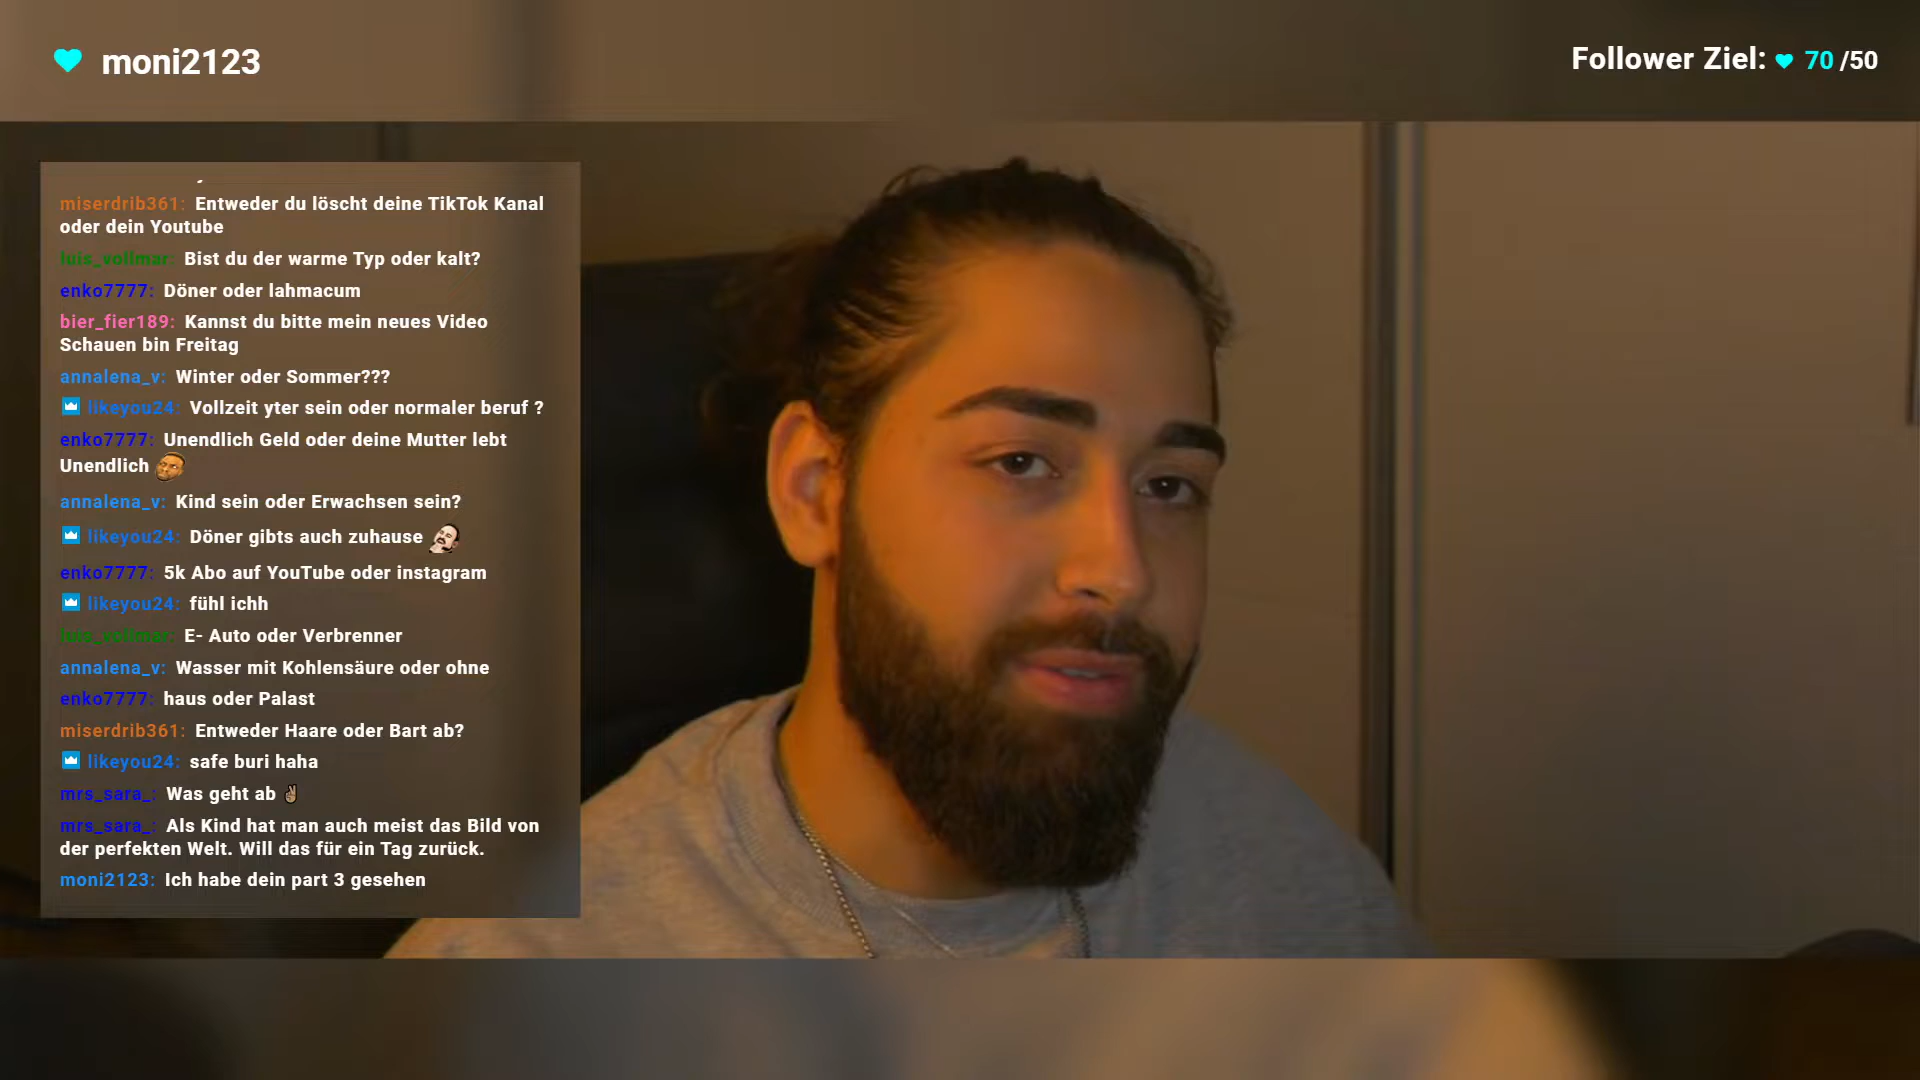 moni2123
Follower Ziel: 70 /50
miserdrib361: Entweder du löscht deine TikTok Kanal
oder dein Youtube
luis_vollmar: Bist du der warme Typ oder kalt?
enko7777: Döner oder lahmacum
bier_fier189: Kannst du bitte mein neues Video
Schauen bin Freitag
annalena_v: Winter oder Sommer???
likeyou24: Vollzeit yter sein oder normaler beruf ?
enko7777: Unendlich Geld oder deine Mutter lebt
Unendlich
annalena_v: Kind sein oder Erwachsen sein?
likeyou24: Döner gibts auch zuhause
enko7777: 5k Abo auf YouTube oder instagram
likeyou24: fühl ichh
luis_vollmar: E- Auto oder Verbrenner
annalena_v: Wasser mit Kohlensäure oder ohne
enko7777: haus oder Palast
miserdrib361: Entweder Haare oder Bart ab?
likeyou24: safe buri haha
mrs_sara_: Was geht ab ✌🏽
mrs_sara_: Als Kind hat man auch meist das Bild von
der perfekten Welt. Will das für ein Tag zurück.
moni2123: Ich habe dein part 3 gesehen